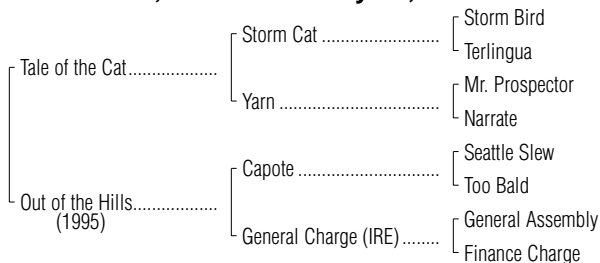 Storm Bird
Storm Cat ..............................
Terlingua
Tale of the Cat...................
Mr. Prospector
Yarn .........................................
Narrate
Seattle Slew
Capote ....................................
Too Bald
Out of the Hills..................
(1995)
General Assembly
General Charge (IRE) ........
Finance Charge